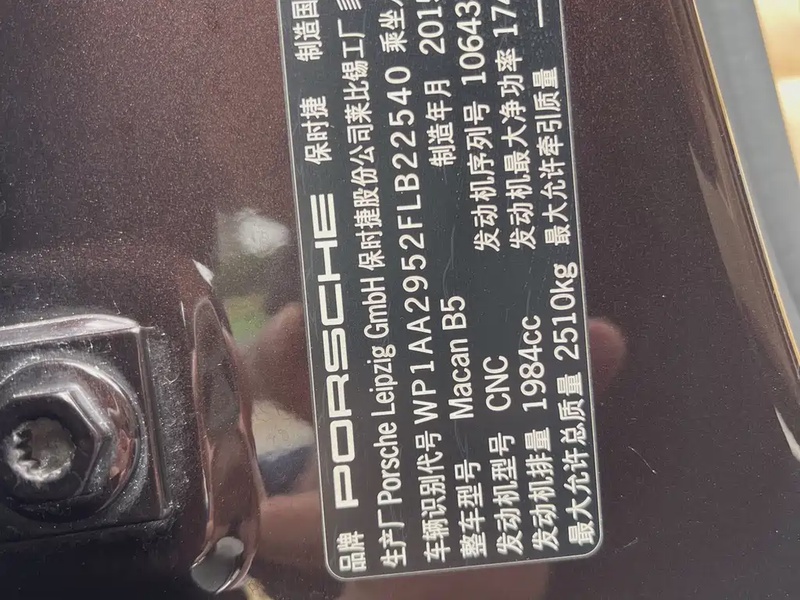 品牌 PORSCHE 保时捷 制造国
生产厂 Porsche Leipzig GmbH 保时捷股份公司莱比锡工厂
车辆识别代号 WP1AA2952FLB22540 乘坐
整车型号 Macan B5 制造年月 2015
发动机型号 CNC 发动机序列号 10643
发动机排量 1984cc 发动机最大净功率 174
最大允许总质量 2510kg 最大允许牵引质量